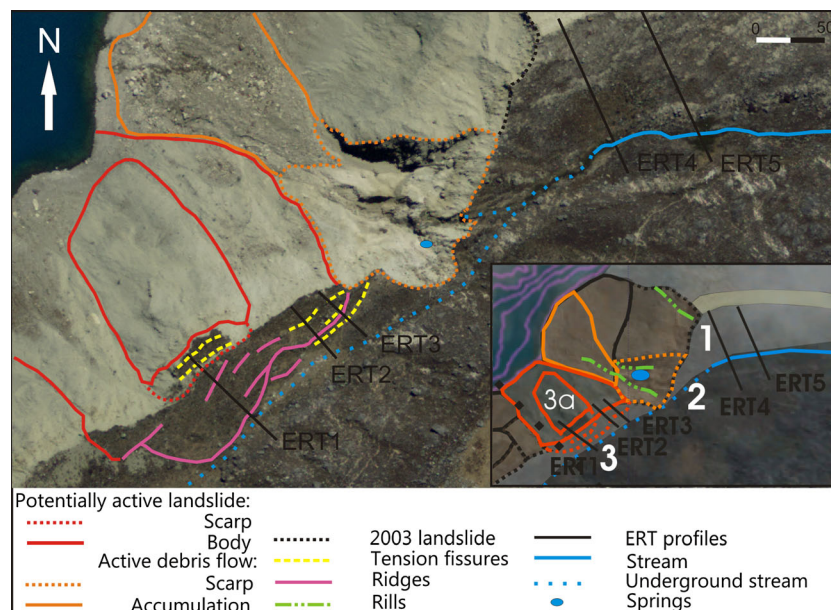 N
0 50
ERT4
ERT5
ERT3
ERT2
ERT1
1
2
3a
3
ERT5
ERT4
ERT3
ERT2
ERT1
Potentially active landslide:
Scarp
Body
Active debris flow:
Scarp
Accumulation
2003 landslide
Tension fissures
Ridges
Rills
ERT profiles
Stream
Underground stream
Springs